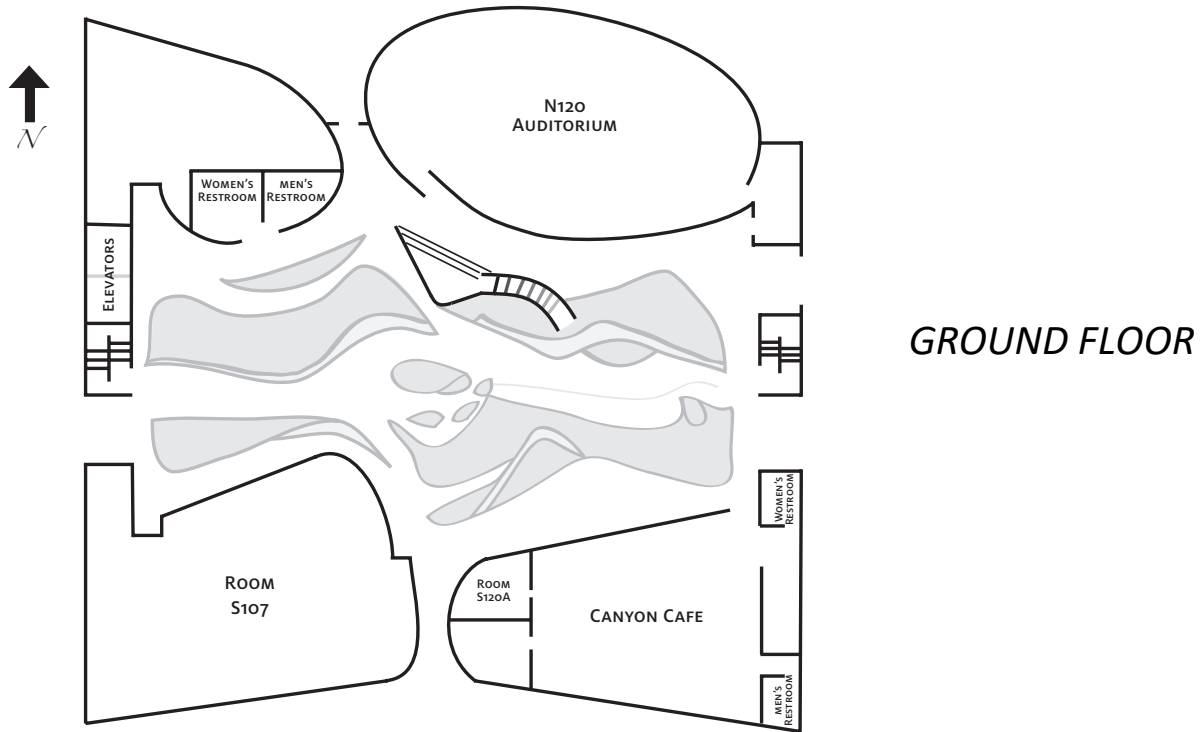 N120
Auditorium
N
Women's
Restroom
men's
Restroom
Elevators
GROUND FLOOR
Women's
Restroom
Room
S107
Room
S120A
Canyon Cafe
men's
Restroom